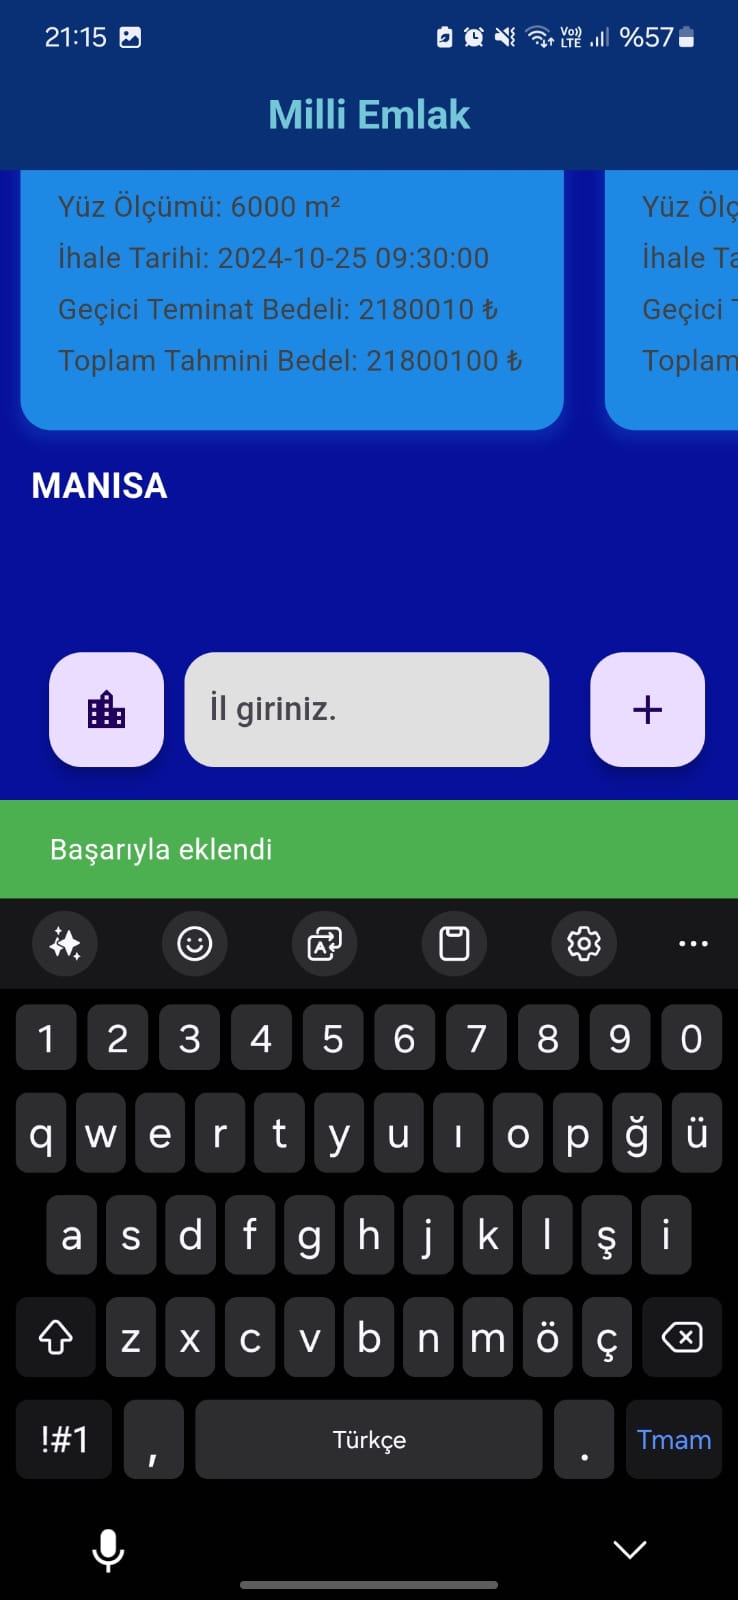 21:15 Vo)) LTE %57
Milli Emlak
Yüz Ölçümü: 6000 m² Yüz Ölç
İhale Tarihi: 2024-10-25 09:30:00 İhale Ta
Geçici Teminat Bedeli: 2180010 ₺ Geçici
Toplam Tahmini Bedel: 21800100 ₺ Toplam
MANISA
İl giriniz. +
Başarıyla eklendi
1 2 3 4 5 6 7 8 9 0
q w e r t y u ı o p ğ ü
a s d f g h j k l ş i
z x c v b n m ö ç
!#1 , Türkçe . Tmam